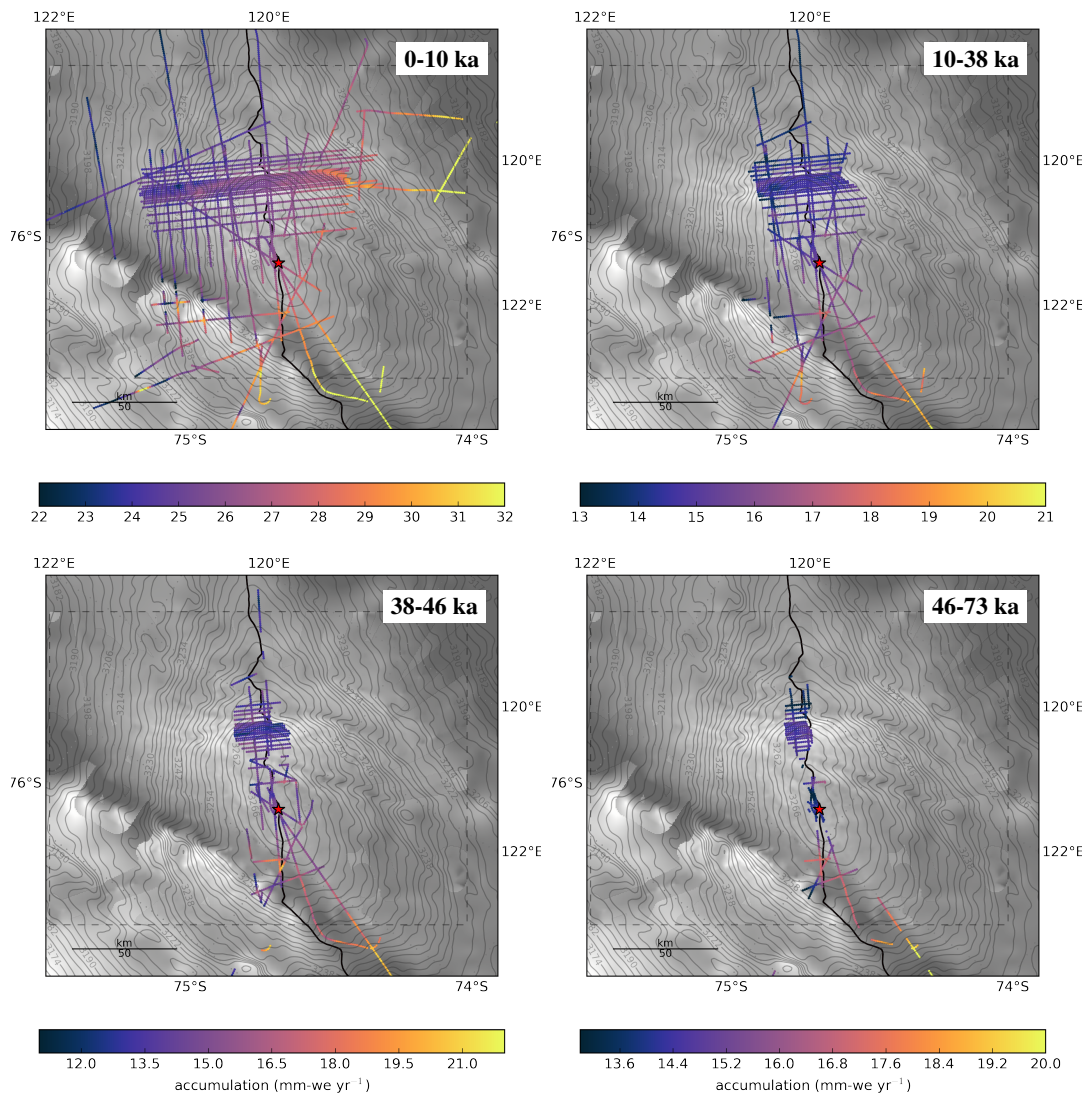 122°E 120°E 120°E
0-10 ka 10-38 ka
120°E 120°E
76°S 76°S
122°E 122°E
km km
50 50
75°S 74°S 75°S 74°S
22 23 24 25 26 27 28 29 30 31 32
13 14 15 16 17 18 19 20 21
122°E 120°E 122°E 120°E
38-46 ka 46-73 ka
120°E 120°E
76°S 76°S
122°E 122°E
km km
50 50
75°S 74°S 75°S 74°S
12.0 13.5 15.0 16.5 18.0 19.5 21.0
13.6 14.4 15.2 16.0 16.8 17.6 18.4 19.2 20.0
accumulation (mm-we yr⁻¹) accumulation (mm-we yr⁻¹)